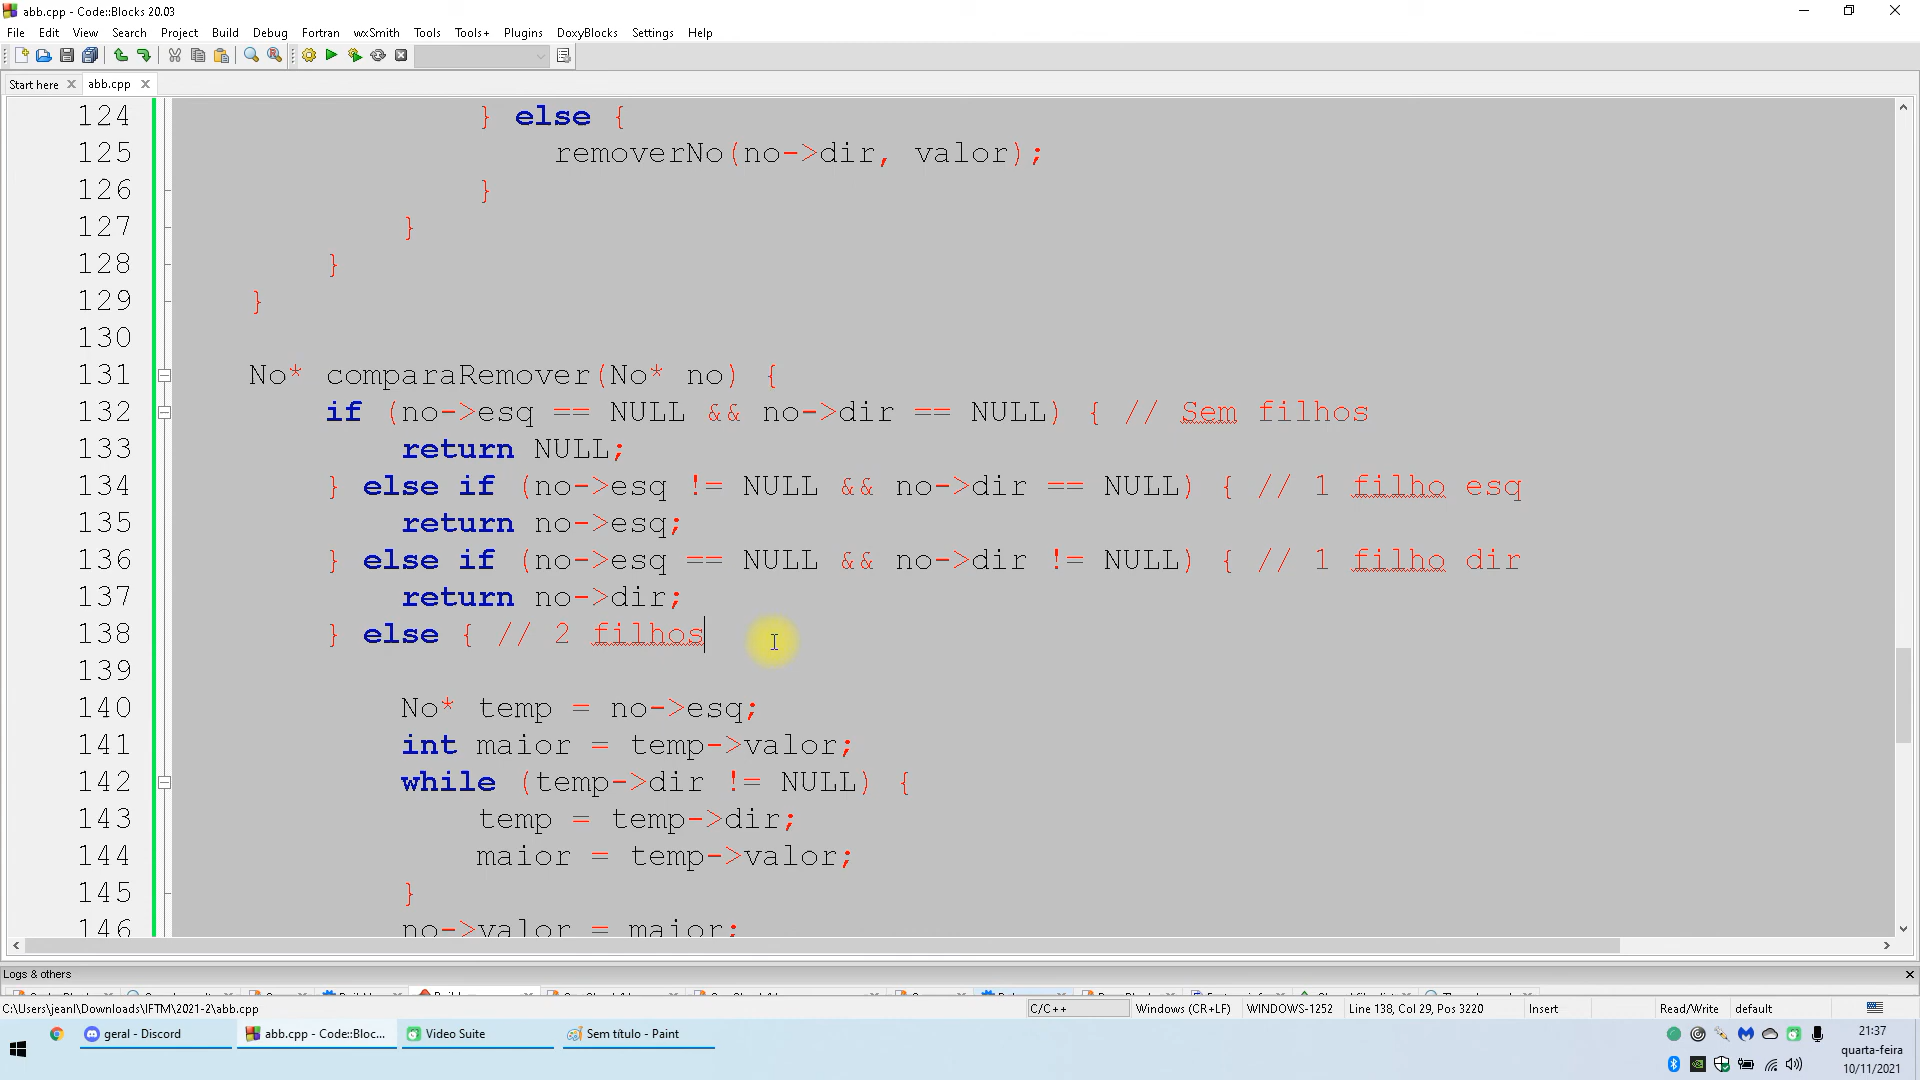 abb.cpp - Code::Blocks 20.03
File Edit View Search Project Build Debug Fortran wxSmith Tools Tools+ Plugins DoxyBlocks Settings Help
Start here abb.cpp
124 } else {
125 removerNo(no->dir, valor);
126 }
127 }
128 }
129 }
130
131 No* comparaRemover(No* no) {
132 if (no->esq == NULL && no->dir == NULL) { // Sem filhos
133 return NULL;
134 } else if (no->esq != NULL && no->dir == NULL) { // 1 filho esq
135 return no->esq;
136 } else if (no->esq == NULL && no->dir != NULL) { // 1 filho dir
137 return no->dir;
138 } else { // 2 filhos
139
140 No* temp = no->esq;
141 int maior = temp->valor;
142 while (temp->dir != NULL) {
143 temp = temp->dir;
144 maior = temp->valor;
145 }
146 no->valor = maior;
Logs & others
C:\Users\jeanl\Downloads\IFTM\2021-2\abb.cpp C/C++ Windows (CR+LF) WINDOWS-1252 Line 138, Col 29, Pos 3220 Insert Read/Write default
geral - Discord abb.cpp - Code::Bloc... Video Suite Sem título - Paint
21:37
quarta-feira
10/11/2021